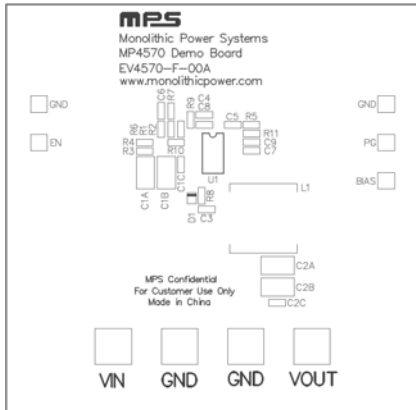 mps
Monolithic Power Systems
MP4570 Demo Board
EV4570-F-00A
www.monolithicpower.com
GND
EN
GND
PG
BIAS
C6
R7
R9
C4
C8
C5
R5
R6
R1
R2
R11
C9
C7
R4
R3
R10
U1
C1A
C1B
C1C
L1
R8
D1
C3
C2A
C2B
C2C
MPS Confidential
For Customer Use Only
Made in China
VIN
GND
GND
VOUT